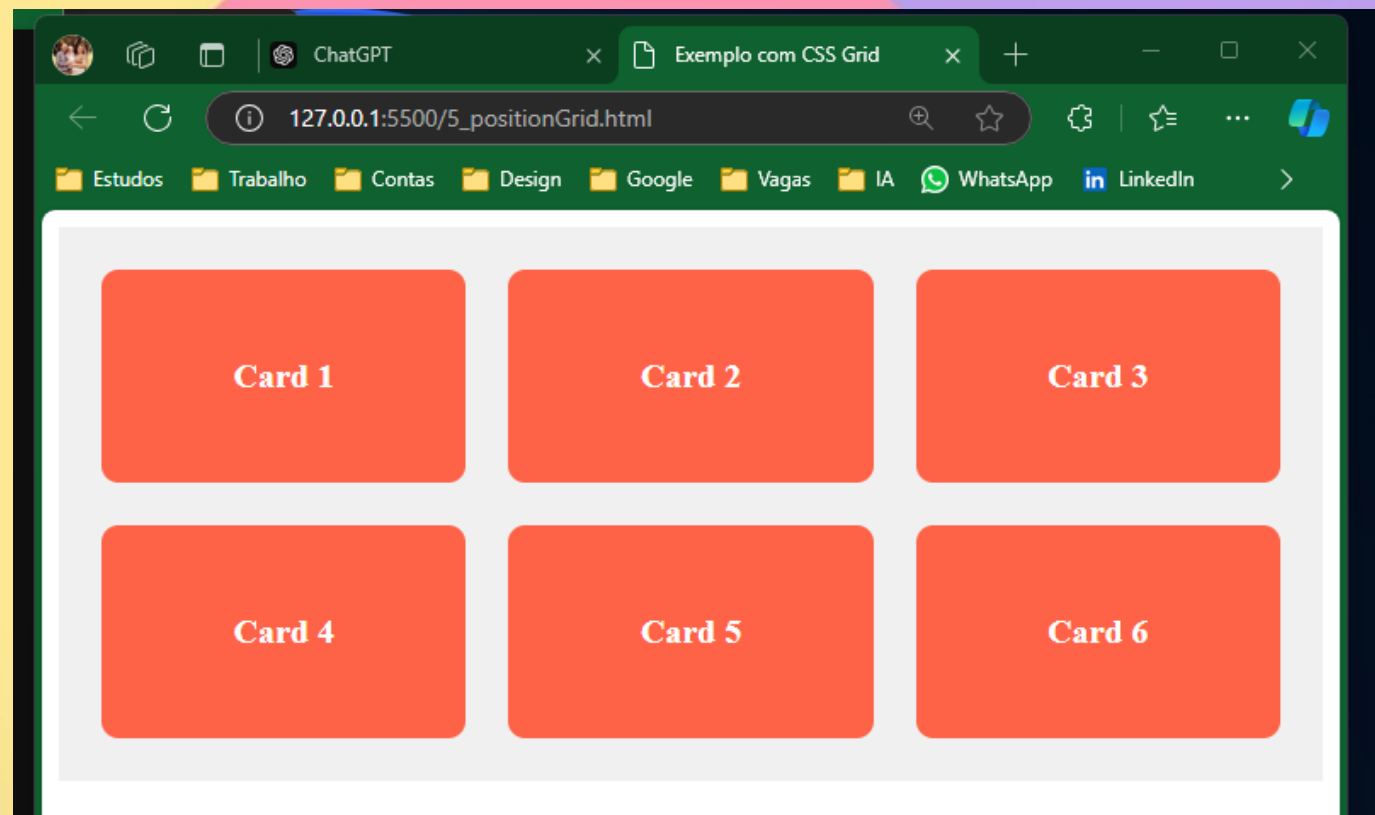 ChatGPT
Exemplo com CSS Grid
127.0.0.1:5500/5_positionGrid.html
Estudos Trabalho Contas Design Google Vagas IA WhatsApp in LinkedIn
Card 1 Card 2 Card 3
Card 4 Card 5 Card 6